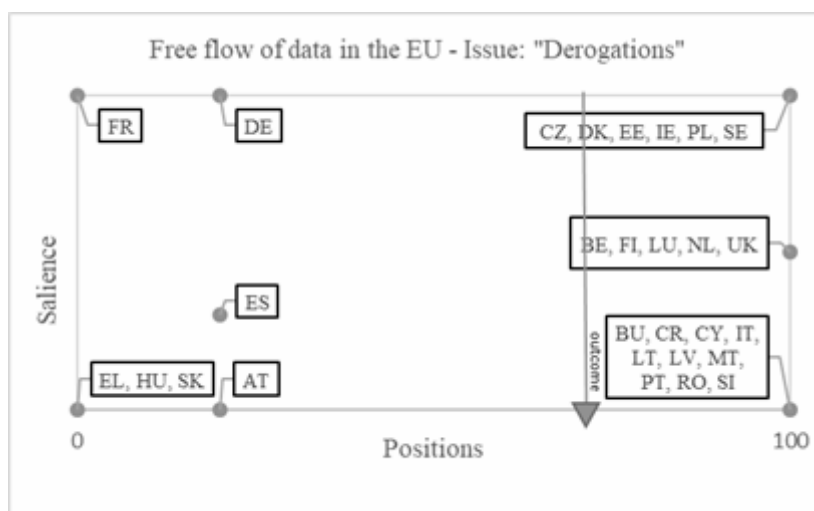 Free flow of data in the EU - Issue: "Derogations"
FR
DE
CZ, DK, EE, IE, PL, SE
BE, FI, LU, NL, UK
ES
BU, CR, CY, IT,
LT, LV, MT,
PT, RO, SI
EL, HU, SK
AT
outcome
Salience
0
Positions
100